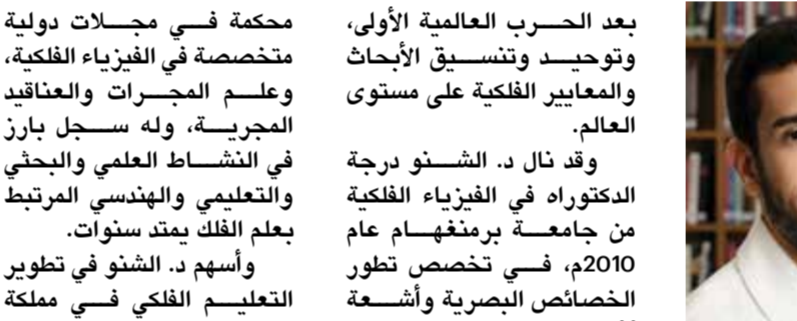 بعد الحرب العالمية الأولى،
وتوحيد وتنسيق الأبحاث
والمعايير الفلكية على مستوى
العالم.
وقد نال د. الشنو درجة
الدكتوراه في الفيزياء الفلكية
من جامعة برمنغهام عام
2010م، في تخصص تطور
الخصائص البصرية وأشعة
محكمة في مجلات دولية
متخصصة في الفيزياء الفلكية،
وعلم المجرات والعناقيد
المجرية، وله سجل بارز
في النشاط العلمي والبحثي
والتعليمي والهندسي المرتبط
بعلم الفلك يمتد سنوات.
وأسهم د. الشنو في تطوير
التعليم الفلكي في مملكة